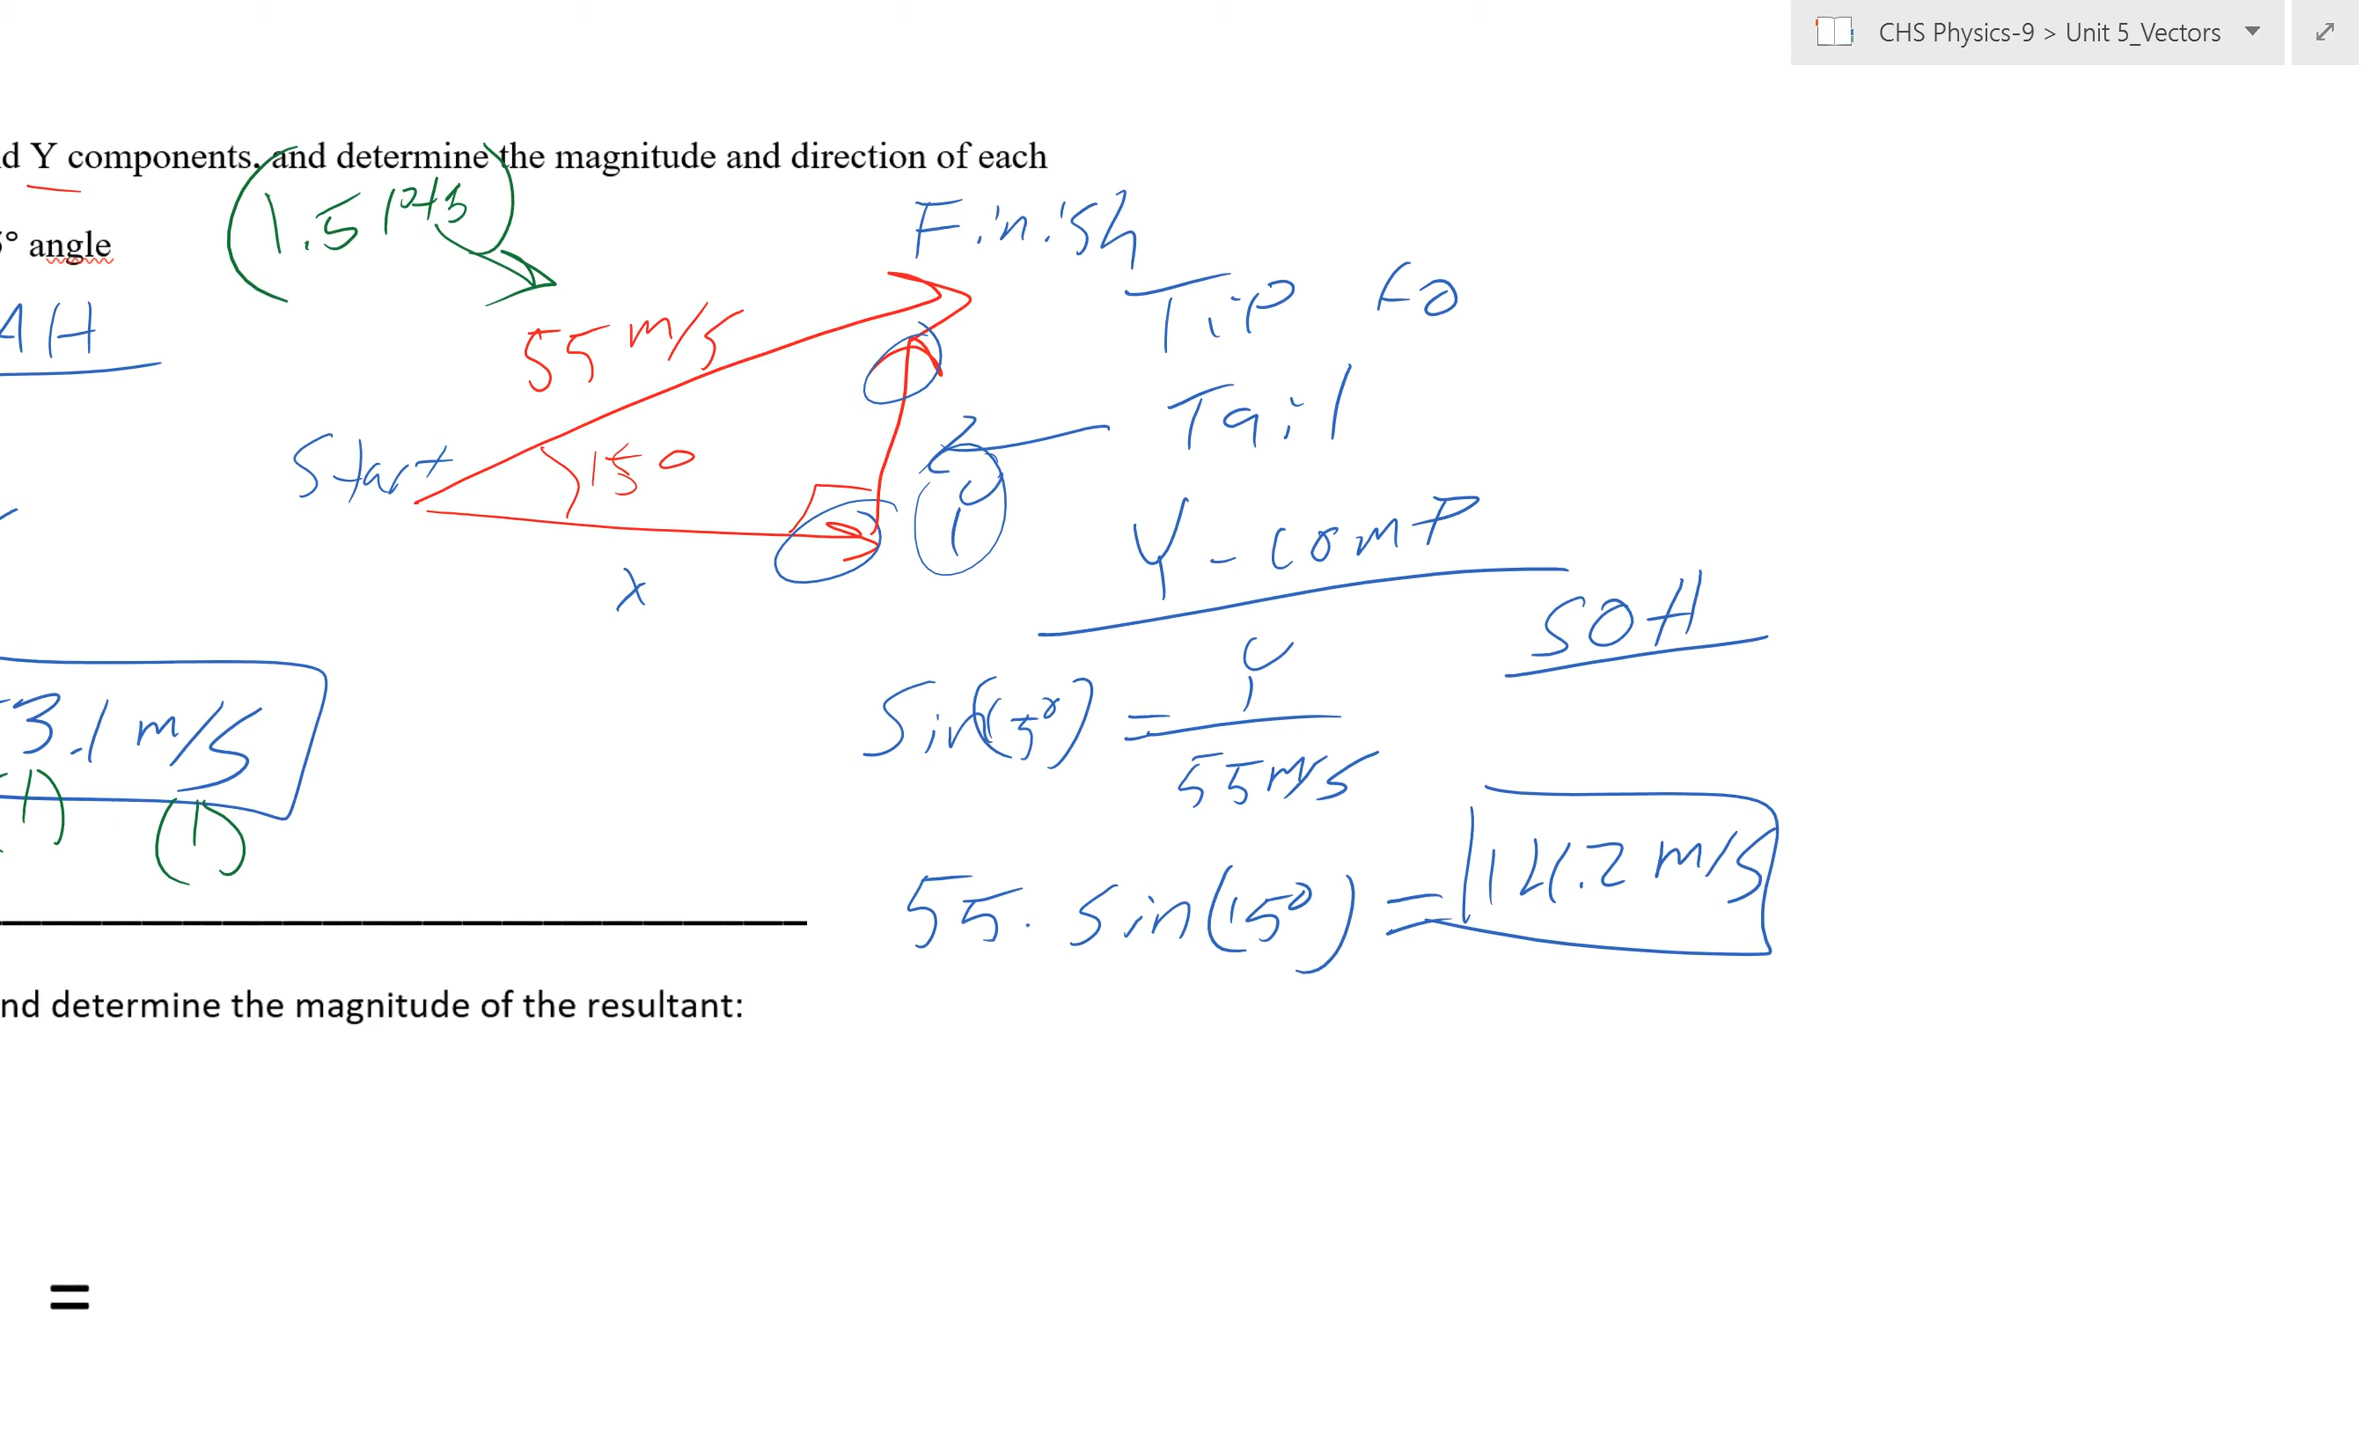 CHS Physics-9 > Unit 5_Vectors
d Y components, and determine the magnitude and direction of each
(1.5 pts)
° angle
Finish
Tip to
Tail
AH
55 m/s
Start
15°
y
x
Y-comp
SOH
3.1 m/s
(1)
Sin(15°) = y
55 m/s
55 · sin(15°) = 14.2 m/s
nd determine the magnitude of the resultant:
=